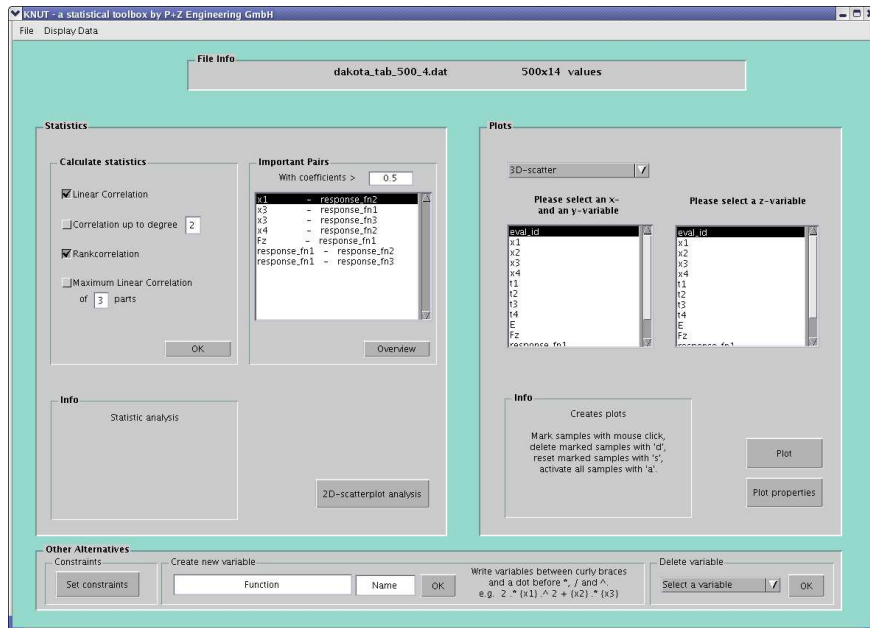 KNUT - a statistical toolbox by P+Z Engineering GmbH
File Display Data
File Info
dakota_tab_500_4.dat 500x14 values
Statistics
Calculate statistics
Linear Correlation
Correlation up to degree 2
Rankcorrelation
Maximum Linear Correlation
of 3 parts
OK
Important Pairs
With coefficients > 0.5
x1 - response_fn2
x3 - response_fn1
x3 - response_fn3
x4 - response_fn2
Fz - response_fn1
response_fn1 - response_fn2
response_fn1 - response_fn3
Overview
Info
Statistic analysis
2D-scatterplot analysis
Plots
3D-scatter
Please select an x-
and an y-variable
eval_id
x1
x2
x3
x4
t1
t2
t3
t4
E
Fz
response_fn1
Please select a z-variable
eval_id
x1
x2
x3
x4
t1
t2
t3
t4
E
Fz
response_fn1
Info
Creates plots
Mark samples with mouse click,
delete marked samples with 'd',
reset marked samples with 's',
activate all samples with 'a'.
Plot
Plot properties
Other Alternatives
Constraints
Set constraints
Create new variable
Function Name OK
Write variables between curly braces
and a dot before *, / and ^.
e.g. 2 .* {x1} .^ 2 + {x2} .* {x3}
Delete variable
Select a variable OK